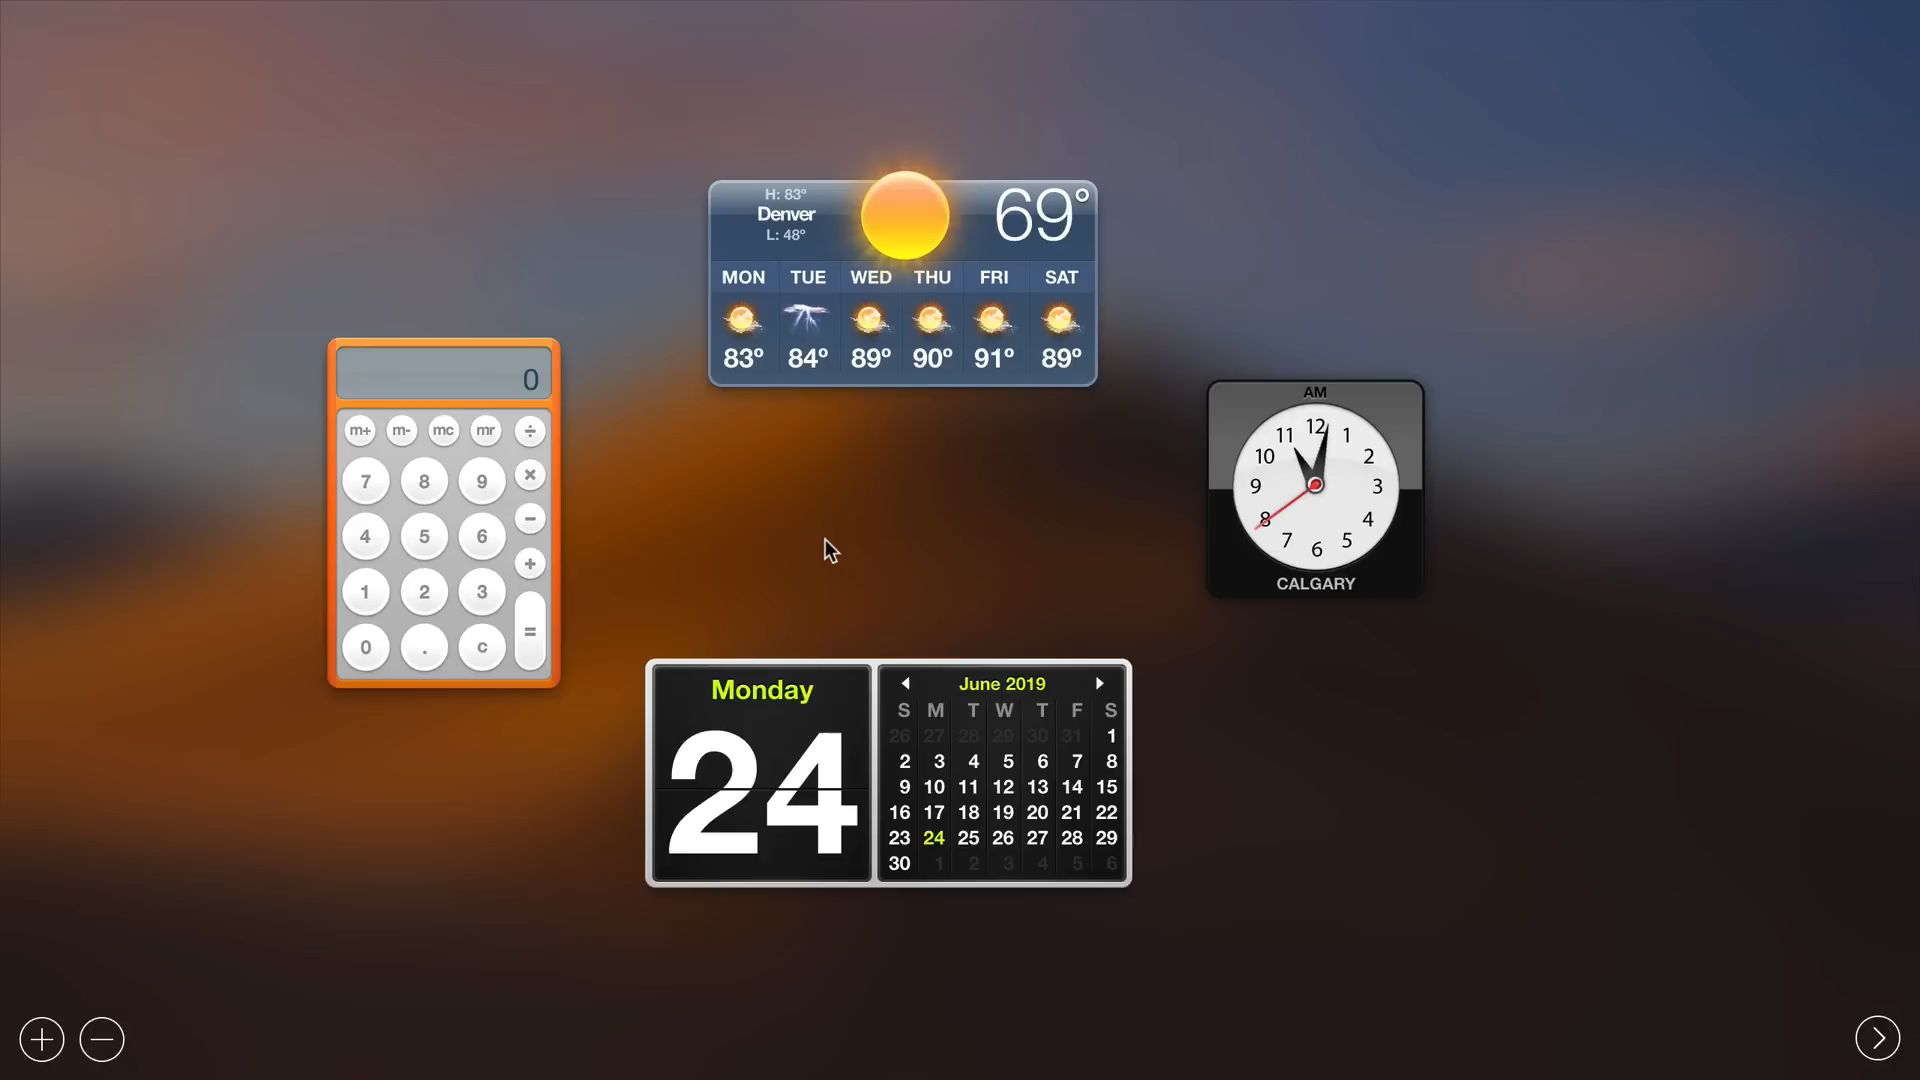 H: 83°
Denver
L: 48°
69°
MON TUE WED THU FRI SAT
83° 84° 89° 90° 91° 89°
0
m+ m- mc mr ÷
7 8 9 ×
4 5 6 −
+
1 2 3
=
0 . c
AM
12
11 1
10 2
9 3
8 4
7 5
6
CALGARY
Monday
24
June 2019
S M T W T F S
26 27 28 29 30 31 1
2 3 4 5 6 7 8
9 10 11 12 13 14 15
16 17 18 19 20 21 22
23 24 25 26 27 28 29
30 1 2 3 4 5 6